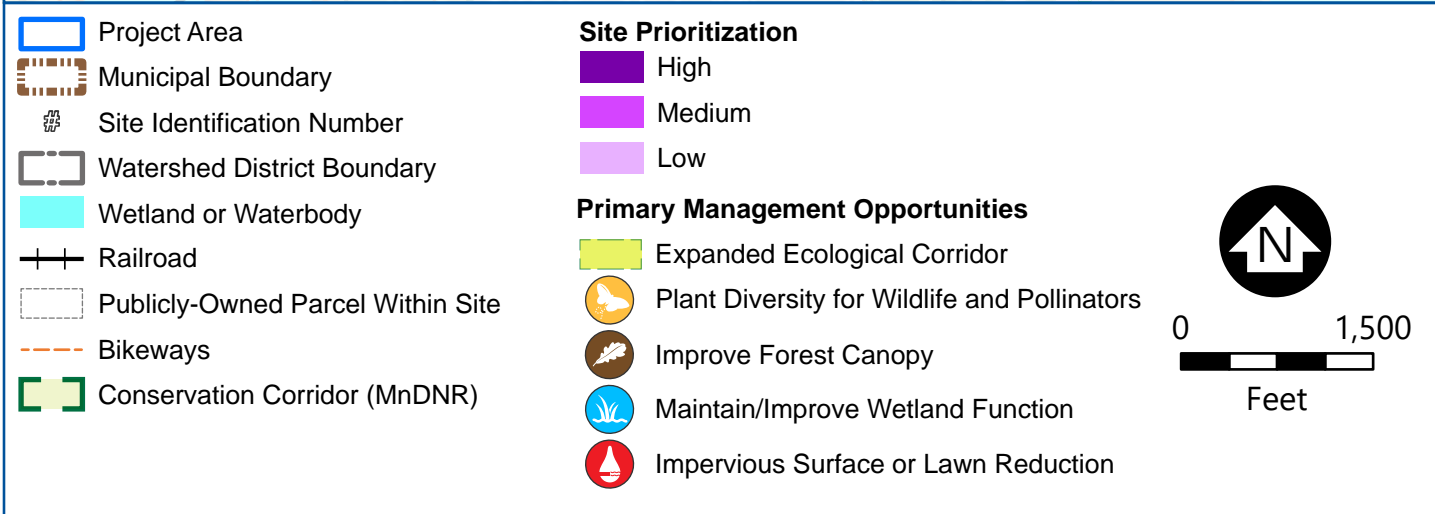 Project Area
Municipal Boundary
# Site Identification Number
Watershed District Boundary
Wetland or Waterbody
Railroad
Publicly-Owned Parcel Within Site
Bikeways
Conservation Corridor (MnDNR)
Site Prioritization
High
Medium
Low
Primary Management Opportunities
Expanded Ecological Corridor
Plant Diversity for Wildlife and Pollinators
Improve Forest Canopy
Maintain/Improve Wetland Function
Impervious Surface or Lawn Reduction
N
0 1,500
Feet